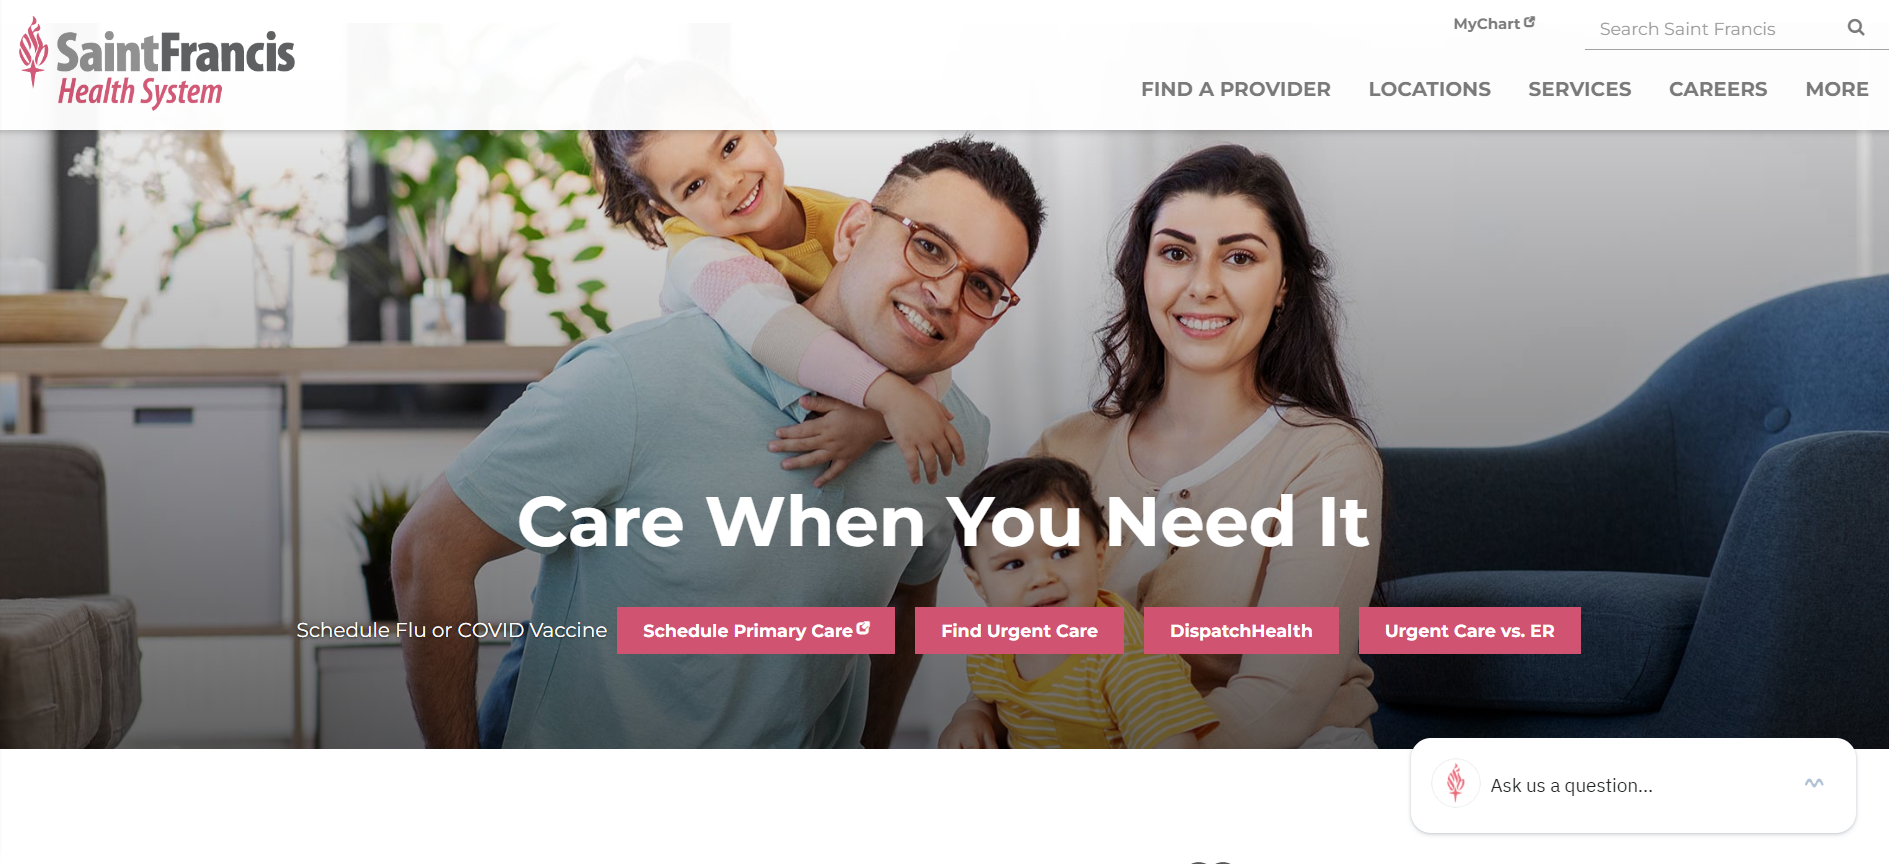 SaintFrancis
Health System
MyChart
Search Saint Francis
FIND A PROVIDER
LOCATIONS
SERVICES
CAREERS
MORE
Care When You Need It
Schedule Flu or COVID Vaccine
Schedule Primary Care
Find Urgent Care
DispatchHealth
Urgent Care vs. ER
Ask us a question...